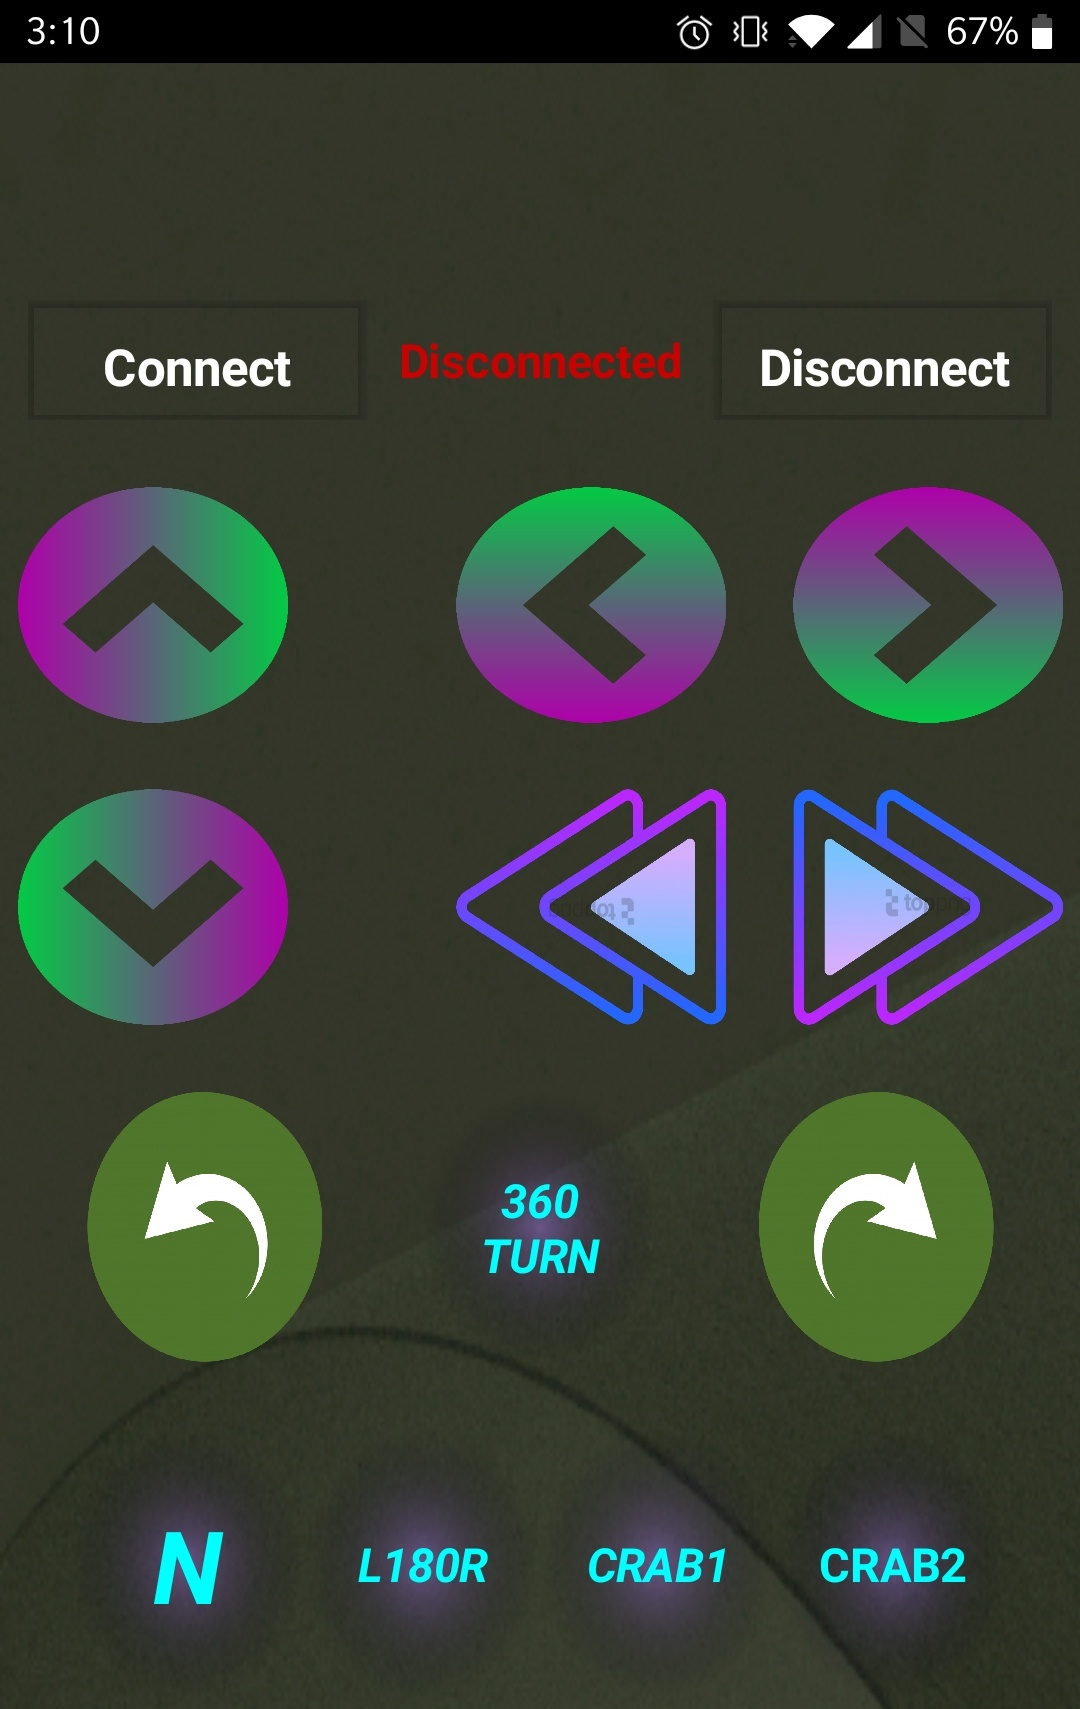 3:10
67%
Connect
Disconnected
Disconnect
360
TURN
N
L180R
CRAB1
CRAB2